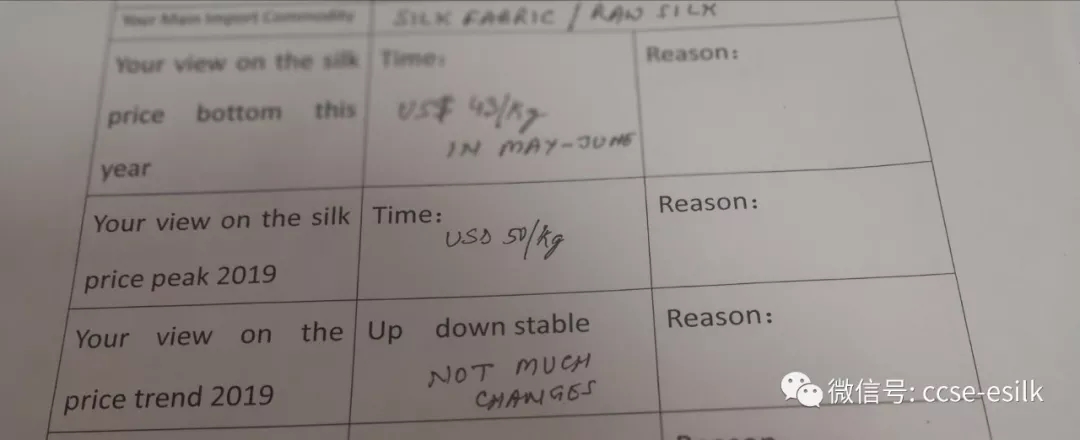 Your Main Import Commodity
SILK FABRIC / RAW SILK
Your view on the silk
price bottom this
year
Time:
US$ 43/kg
IN MAY-JUNE
Reason:
Your view on the silk
price peak 2019
Time:
USD 50/kg
Reason:
Your view on the
price trend 2019
Up down stable
NOT MUCH
CHANGES
Reason:
微信号: ccse-esilk
Reason